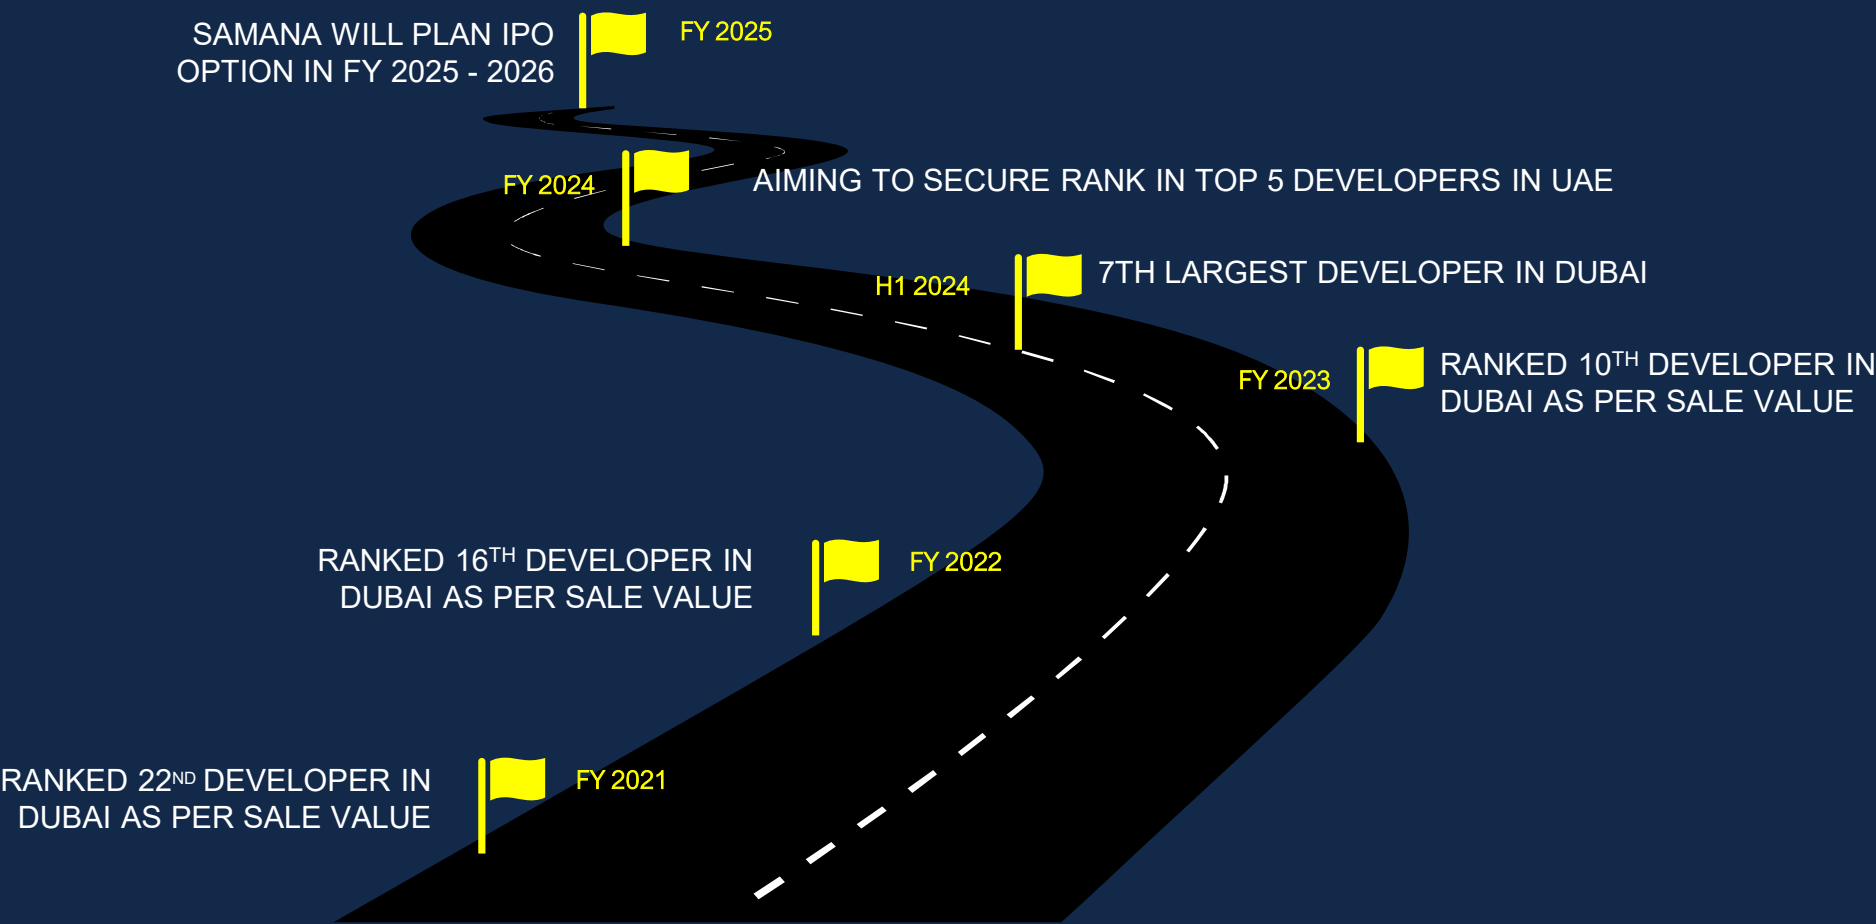 SAMANA WILL PLAN IPO
OPTION IN FY 2025 - 2026
FY 2025
FY 2024
AIMING TO SECURE RANK IN TOP 5 DEVELOPERS IN UAE
H1 2024
7TH LARGEST DEVELOPER IN DUBAI
FY 2023
RANKED 10TH DEVELOPER IN
DUBAI AS PER SALE VALUE
RANKED 16TH DEVELOPER IN
DUBAI AS PER SALE VALUE
FY 2022
RANKED 22ND DEVELOPER IN
DUBAI AS PER SALE VALUE
FY 2021